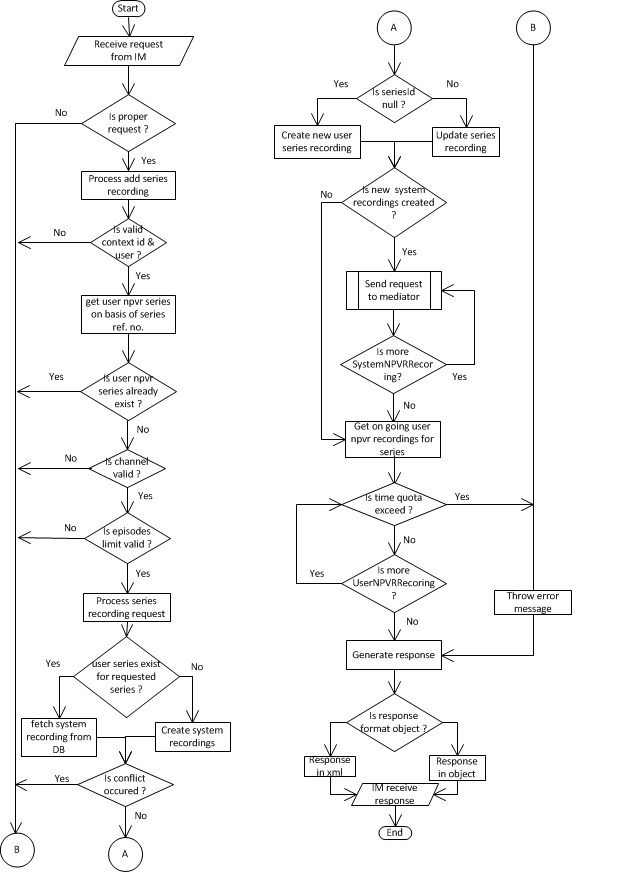 Start
Receive request
from IM
No
Is proper
request ?
Yes
Process add series
recording
No
Is valid
context id &
user ?
Yes
get user npvr series
on basis of series
ref. no.
Yes
Is user npvr
series already
exist ?
No
No
Is channel
valid ?
Yes
No
Is episodes
limit valid ?
Yes
Process series
recording request
Yes
user series exist
for requested
series ?
No
fetch system
recording from
DB
Create system
recordings
Yes
Is conflict
occured ?
No
B
A
A
Yes
Is seriesId
null ?
No
Create new user
series recording
Update series
recording
No
Is new system
recordings created
?
Yes
Send request
to mediator
Is more
SystemNPVRRecor
ing?
Yes
No
Get on going user
npvr recordings for
series
Is time quota
exceed ?
Yes
No
Yes
Is more
UserNPVRRecoring
?
No
Generate response
Is response
format object ?
Response
in xml
Response
in object
IM receive
response
End
B
Throw error
message